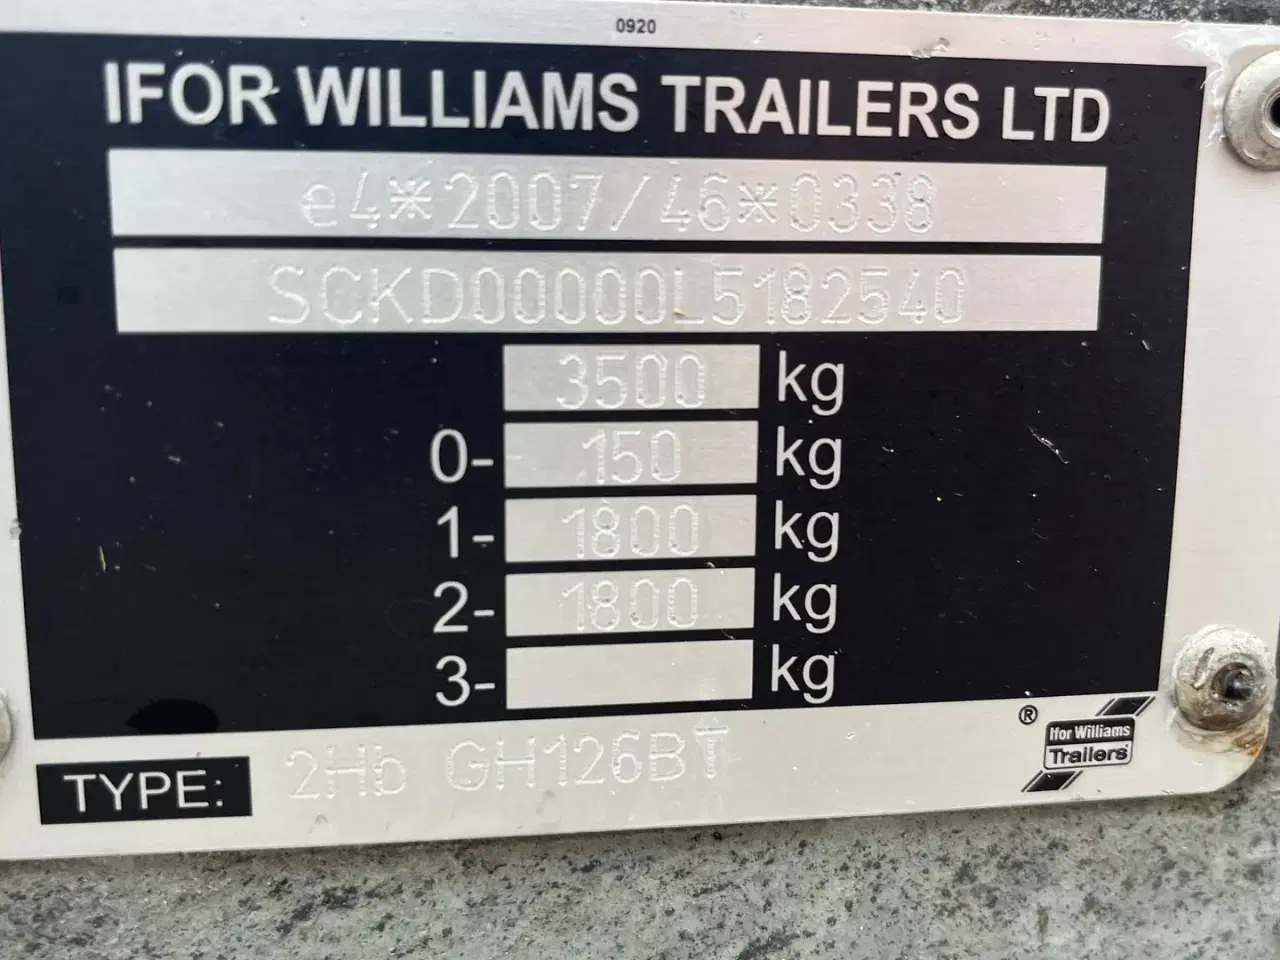 0920
IFOR WILLIAMS TRAILERS LTD
e4*2007/46*0338
SCKD00000L5182540
3500 kg
0- 150 kg
1- 1800 kg
2- 1800 kg
3- kg
® Ifor Williams
Trailers
TYPE: 2Hb GH126BT